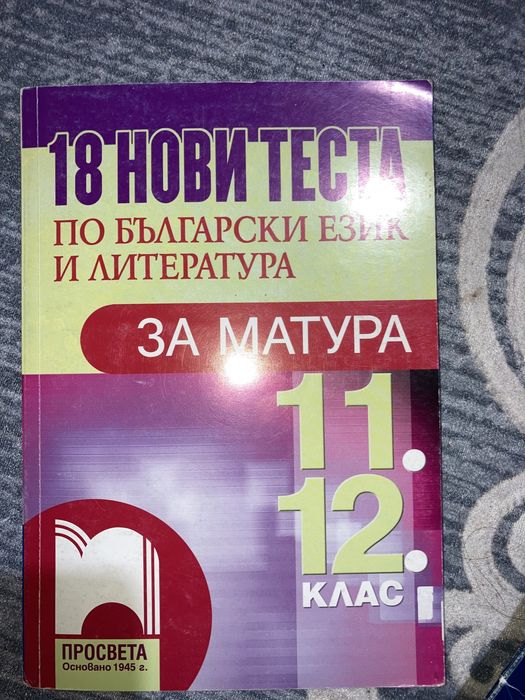 18 НОВИ ТЕСТА
ПО БЪЛГАРСКИ ЕЗИК
И ЛИТЕРАТУРА
ЗА МАТУРА
11.
12.
КЛАС
ПРОСВЕТА
Основано 1945 г.